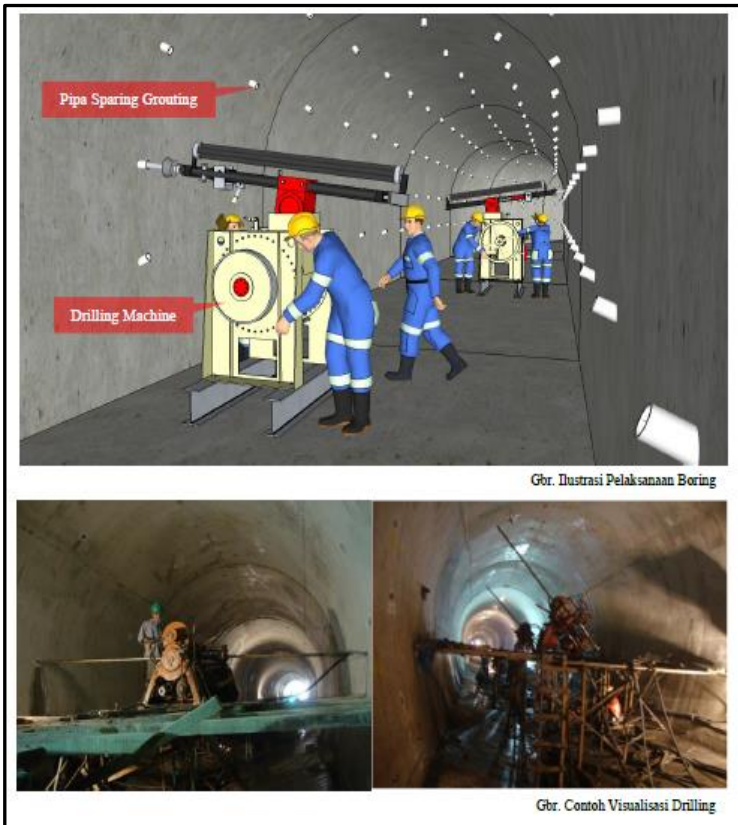 Pipa Sparing Grouting
Drilling Machine
Gbr. Ilustrasi Pelaksanaan Boring
Gbr. Contoh Visualisasi Drilling